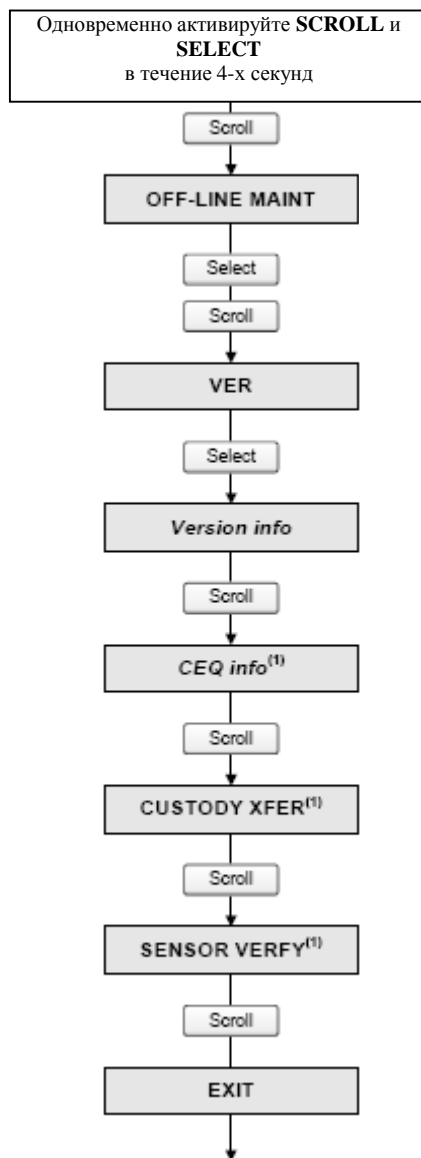 Одновременно активируйте SCROLL и
SELECT
в течение 4-х секунд
Scroll
OFF-LINE MAINT
Select
Scroll
VER
Select
Version info
Scroll
CEQ info(1)
Scroll
CUSTODY XFER(1)
Scroll
SENSOR VERFY(1)
Scroll
EXIT